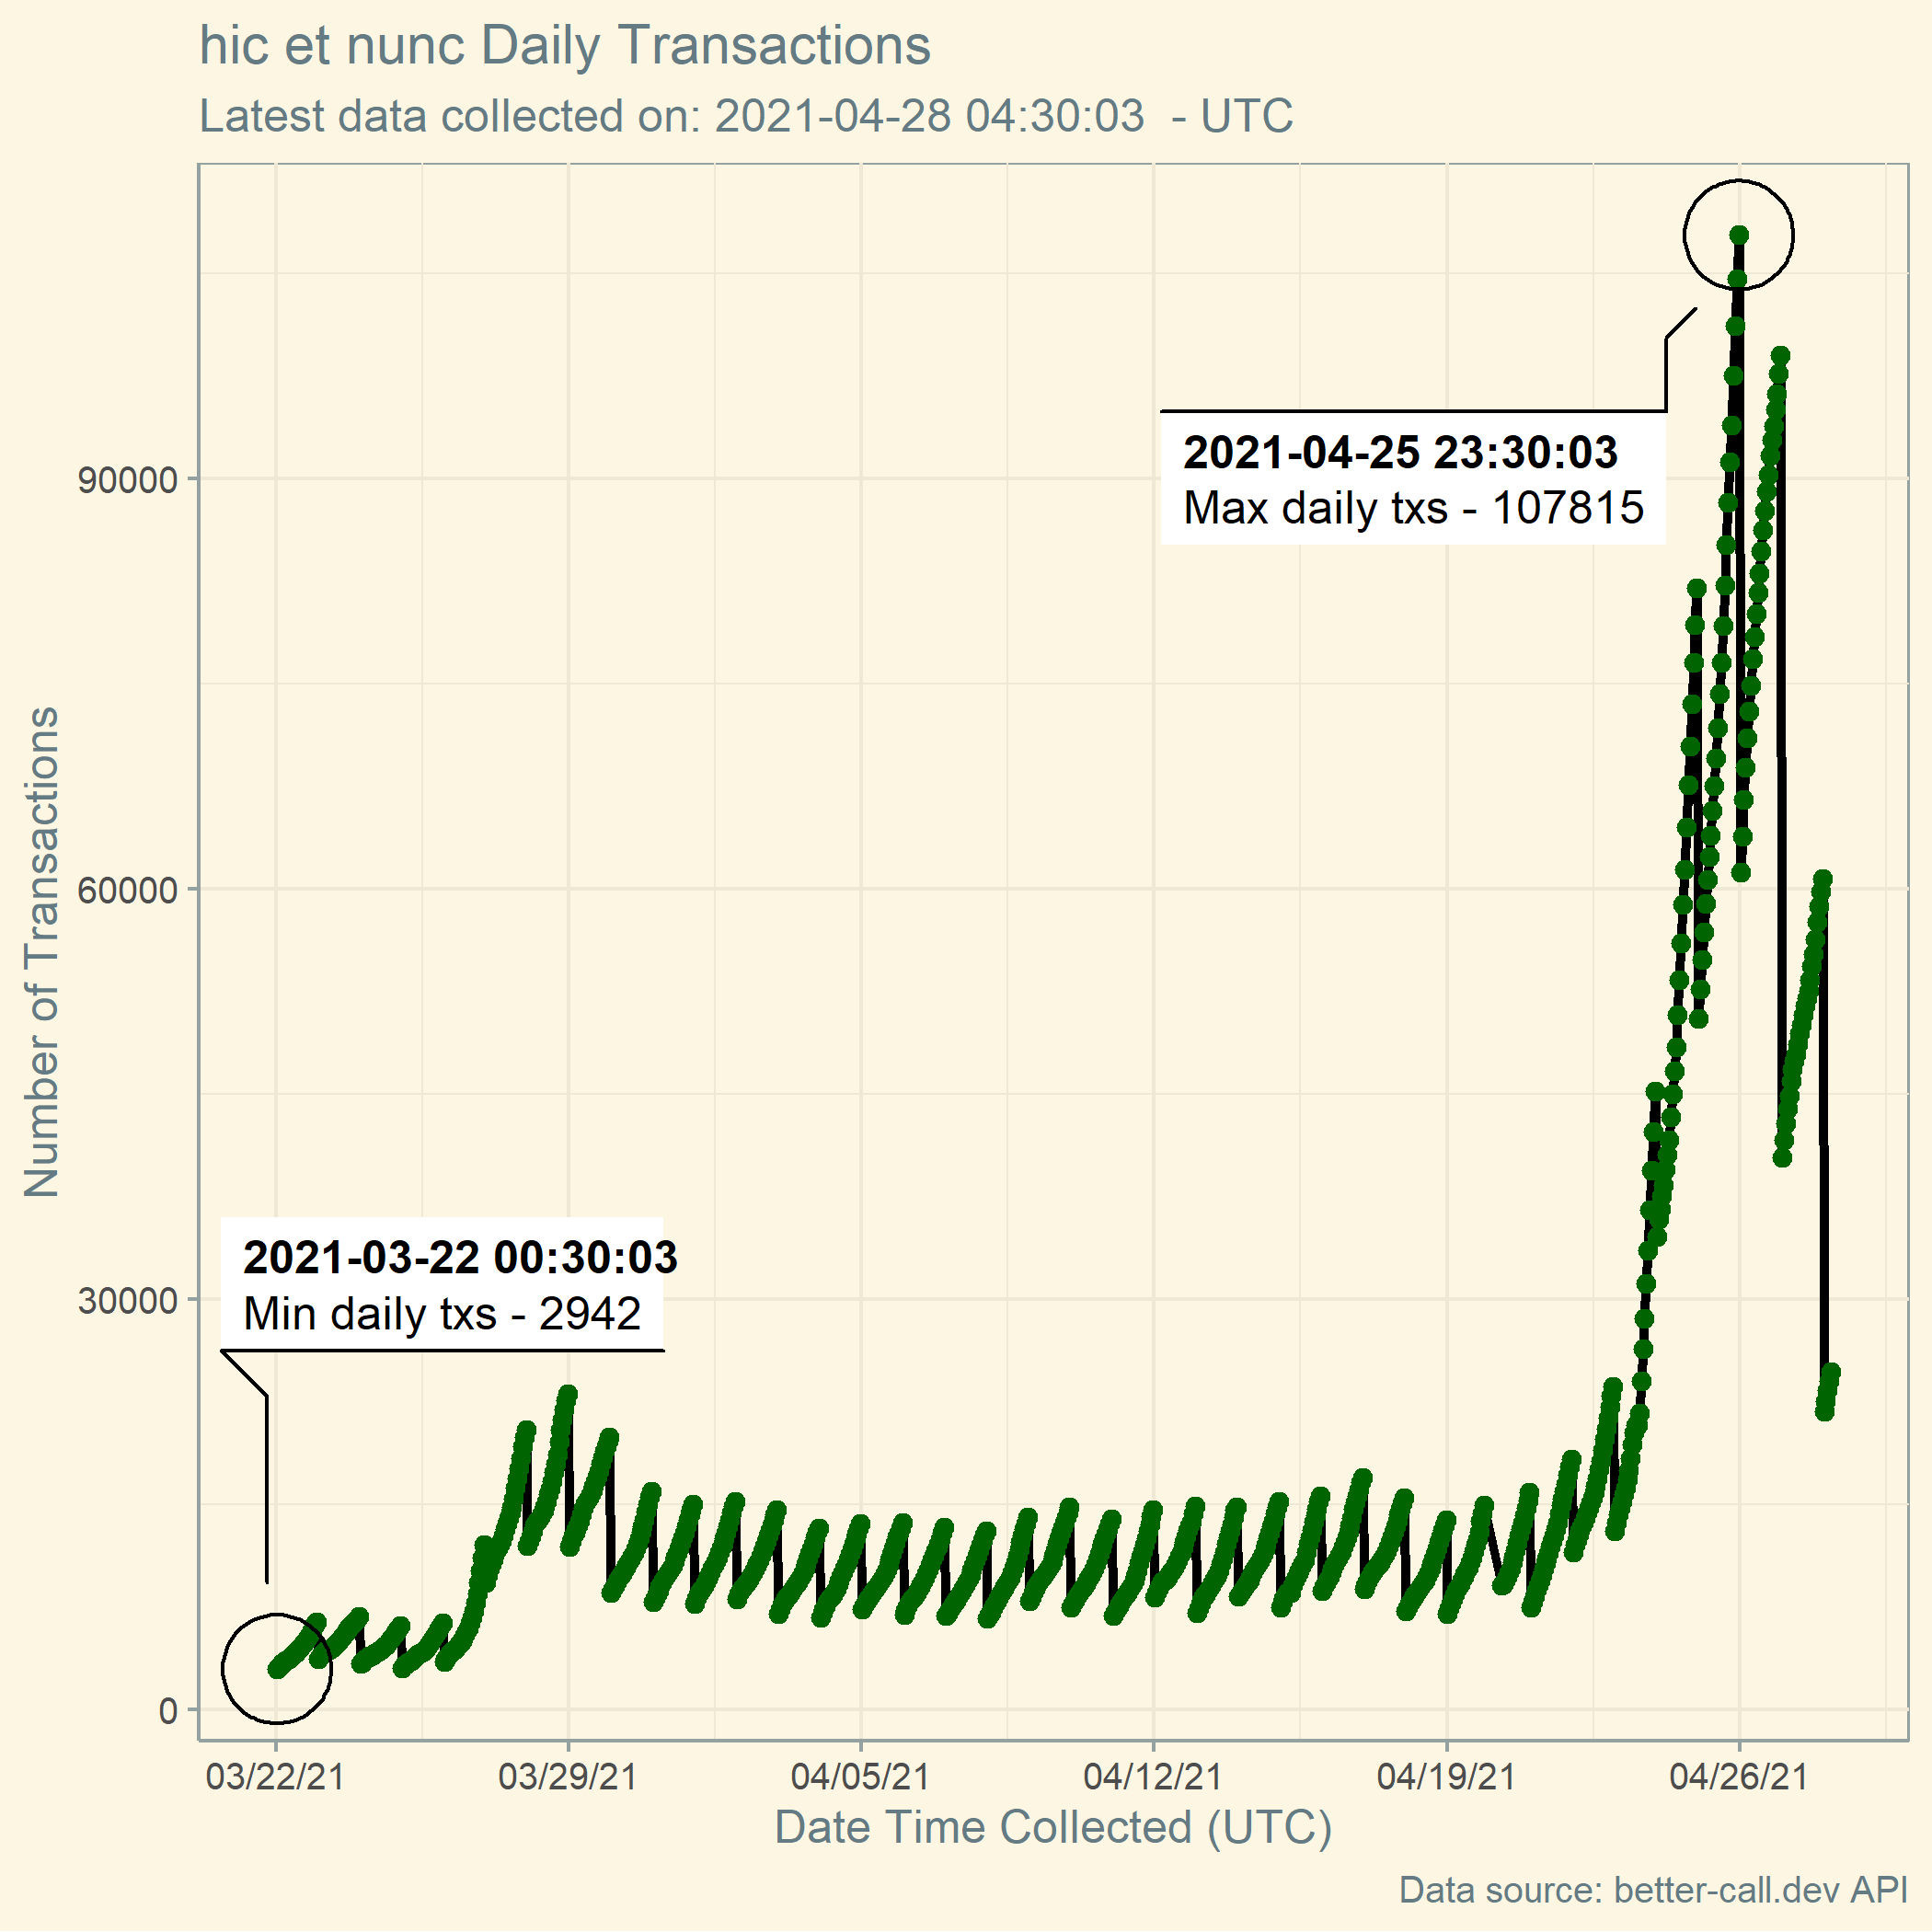 hic et nunc Daily Transactions
Latest data collected on: 2021-04-28 04:30:03  - UTC
Number of Transactions
90000
60000
30000
0
2021-04-25 23:30:03
Max daily txs - 107815
2021-03-22 00:30:03
Min daily txs - 2942
03/22/21 03/29/21 04/05/21 04/12/21 04/19/21 04/26/21
Date Time Collected (UTC)
Data source: better-call.dev API